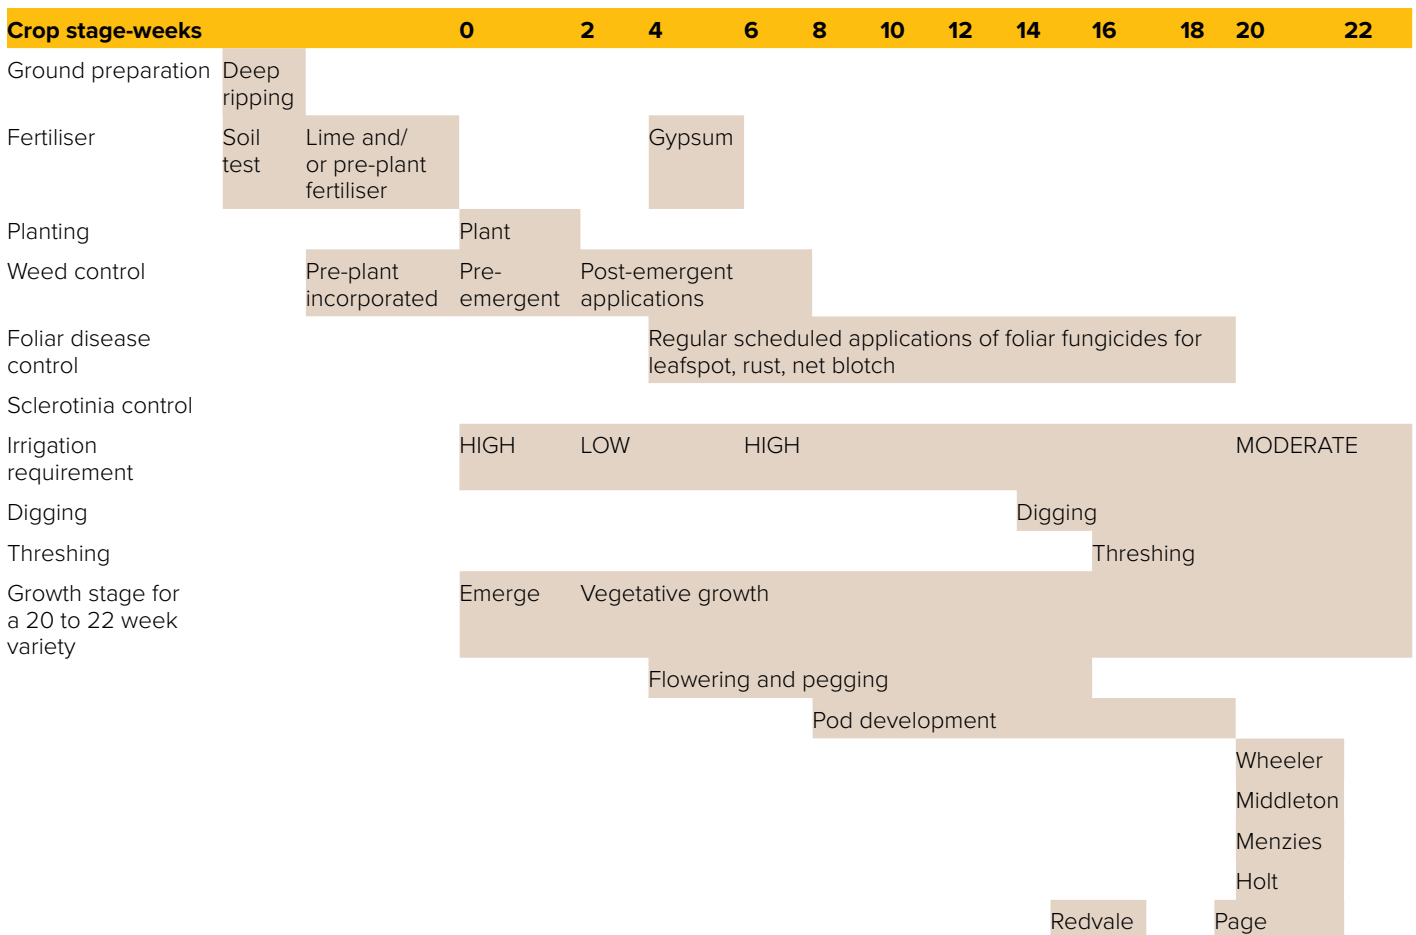 Crop stage-weeks 0 2 4 6 8 10 12 14 16 18 20 22
Ground preparation Deep
ripping
Fertiliser Soil Lime and/ Gypsum
test or pre-plant
fertiliser
Planting Plant
Weed control Pre-plant Pre- Post-emergent
incorporated emergent applications
Foliar disease Regular scheduled applications of foliar fungicides for
control leafspot, rust, net blotch
Sclerotinia control
Irrigation HIGH LOW HIGH MODERATE
requirement
Digging Digging
Threshing Threshing
Growth stage for Emerge Vegetative growth
a 20 to 22 week
variety
Flowering and pegging
Pod development
Wheeler
Middleton
Menzies
Holt
Redvale Page